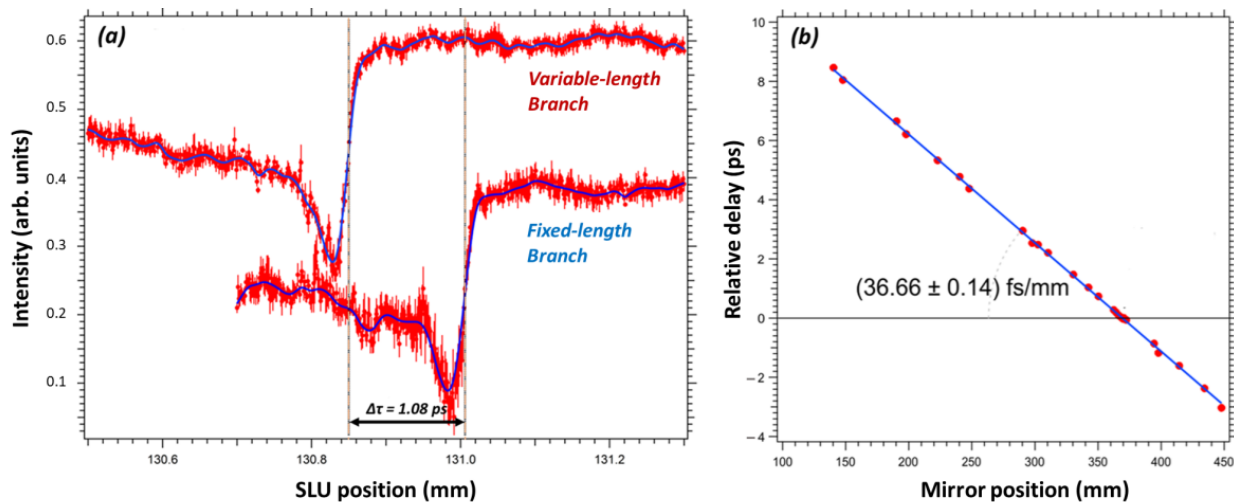 (a)
0.6
0.5
0.4
0.3
0.2
0.1
Intensity (arb. units)
Variable-length
Branch
Fixed-length
Branch
Δτ = 1.08 ps
130.6
130.8
131.0
131.2
SLU position (mm)
(b)
10
8
6
4
2
0
−2
−4
Relative delay (ps)
(36.66 ± 0.14) fs/mm
100
150
200
250
300
350
400
450
Mirror position (mm)